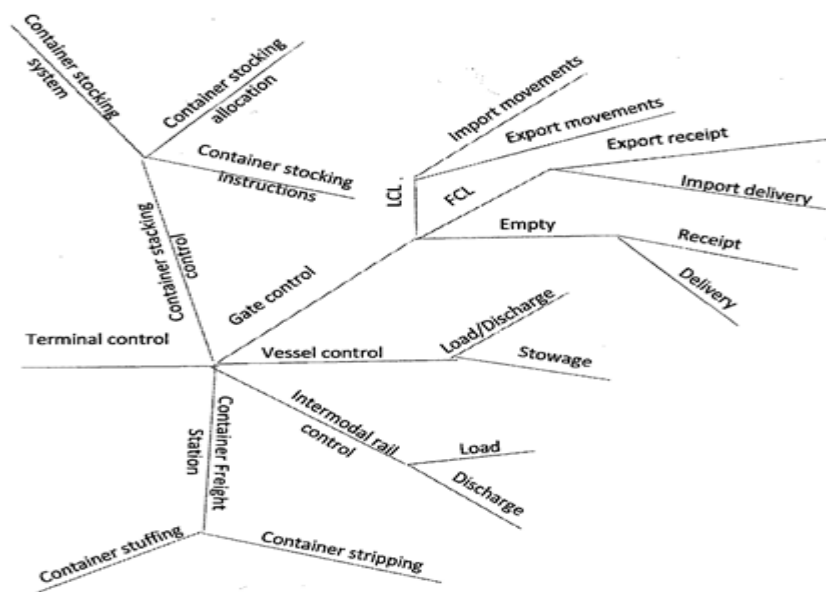 Container stocking
system
Container stocking
allocation
Container stocking
instructions
Container stacking
control
Import movements
Export movements
LCL.
FCL
Export receipt
Import delivery
Empty
Receipt
Delivery
Gate control
Terminal control
Vessel control
Load/Discharge
Stowage
Intermodal rail
control
Load
Discharge
Container Freight
Station
Container stuffing
Container stripping